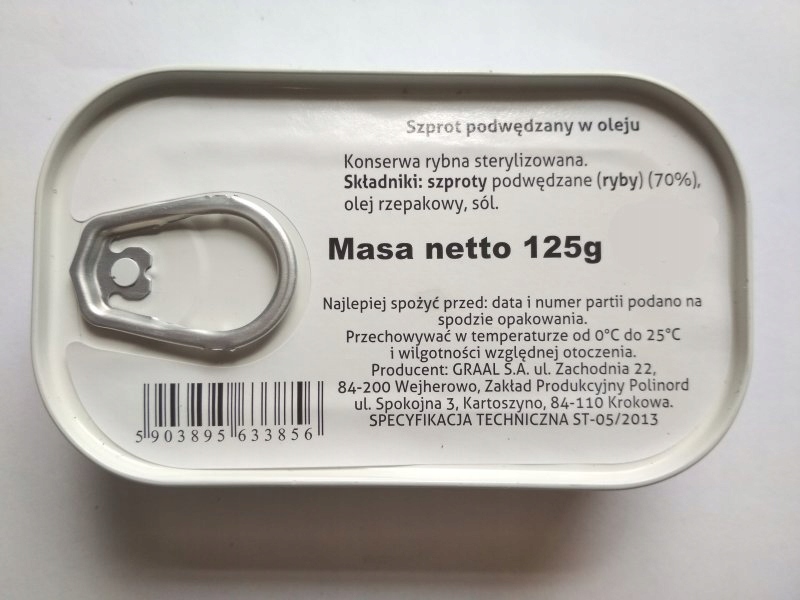 Szprot podwędzany w oleju
Konserwa rybna sterylizowana.
Składniki: szproty podwędzane (ryby) (70%),
olej rzepakowy, sól.
Masa netto 125g
Najlepiej spożyć przed: data i numer partii podano na
spodzie opakowania.
Przechowywać w temperaturze od 0°C do 25°C
i wilgotności względnej otoczenia.
Producent: GRAAL S.A. ul. Zachodnia 22,
84-200 Wejherowo, Zakład Produkcyjny Polinord
ul. Spokojna 3, Kartoszyno, 84-110 Krokowa.
SPECYFIKACJA TECHNICZNA ST-05/2013
5 903895 633856